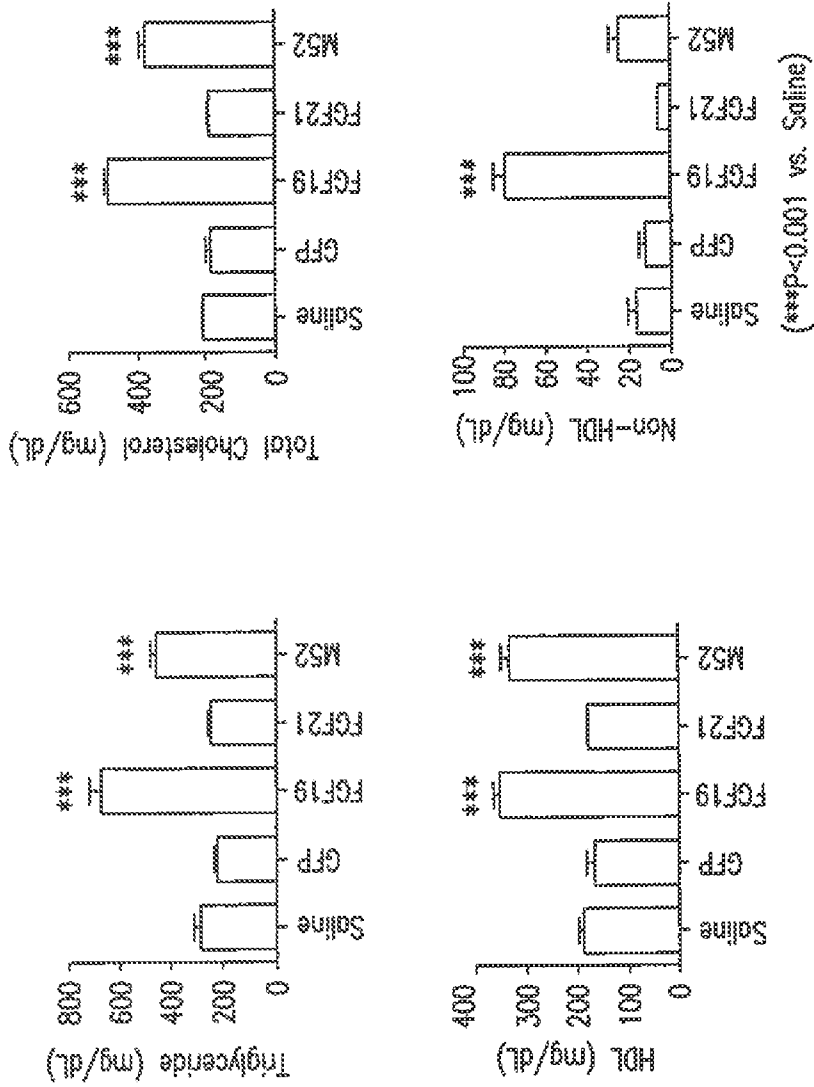 Triglyceride (mg/dL)
800
600
400
200
0
***
***
Saline
GFP
FGF19
FGF21
M52
Total Cholesterol (mg/dL)
600
400
200
0
***
***
Saline
GFP
FGF19
FGF21
M52
HDL (mg/dL)
400
300
200
100
0
***
***
Saline
GFP
FGF19
FGF21
M52
Non-HDL (mg/dL)
100
80
60
40
20
0
***
Saline
GFP
FGF19
FGF21
M52
(***P<0.001 vs. Saline)